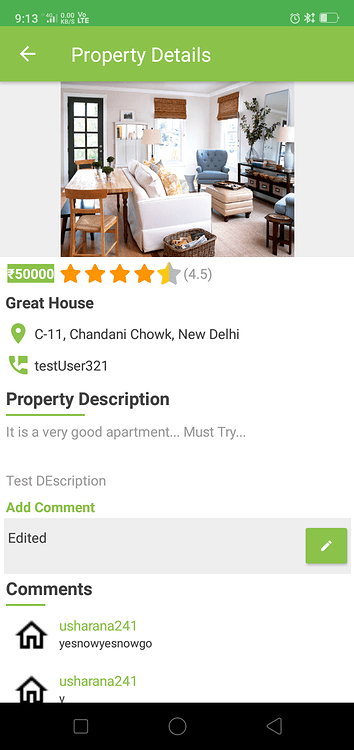 9:13 4G 0.00 KB/S Vo LTE
Property Details
₹50000 (4.5)
Great House
C-11, Chandani Chowk, New Delhi
testUser321
Property Description
It is a very good apartment... Must Try...
Test DEscription
Add Comment
Edited
Comments
usharana241
yesnowyesnowgo
usharana241